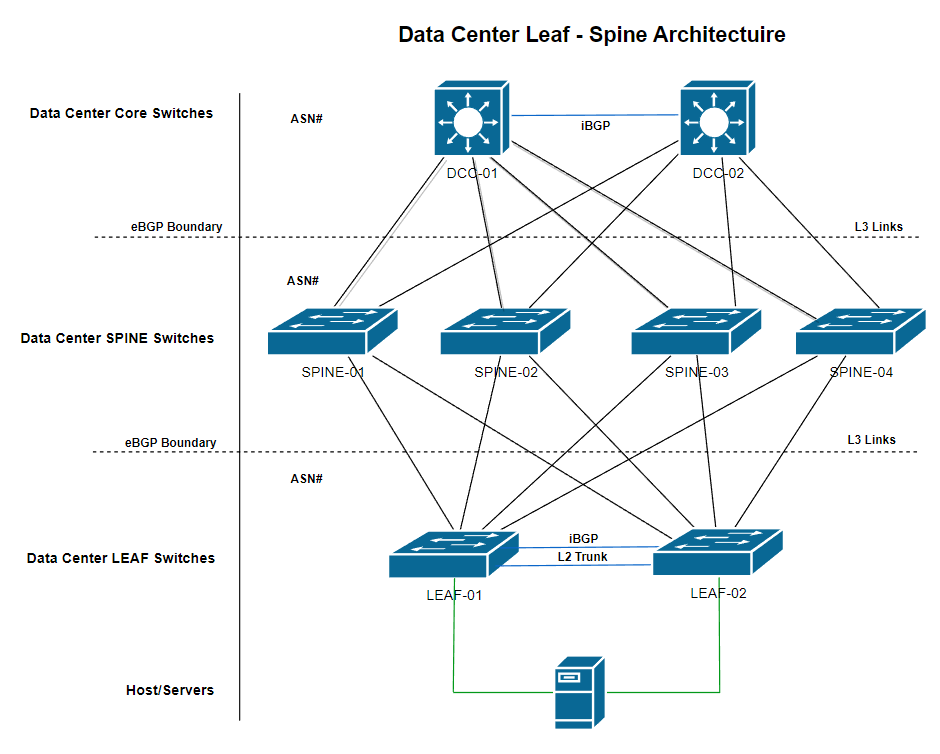 Data Center Leaf - Spine Architectuire
Data Center Core Switches
ASN#
iBGP
DCC-01
DCC-02
eBGP Boundary
L3 Links
ASN#
Data Center SPINE Switches
SPINE-01
SPINE-02
SPINE-03
SPINE-04
eBGP Boundary
L3 Links
ASN#
Data Center LEAF Switches
iBGP
L2 Trunk
LEAF-01
LEAF-02
Host/Servers